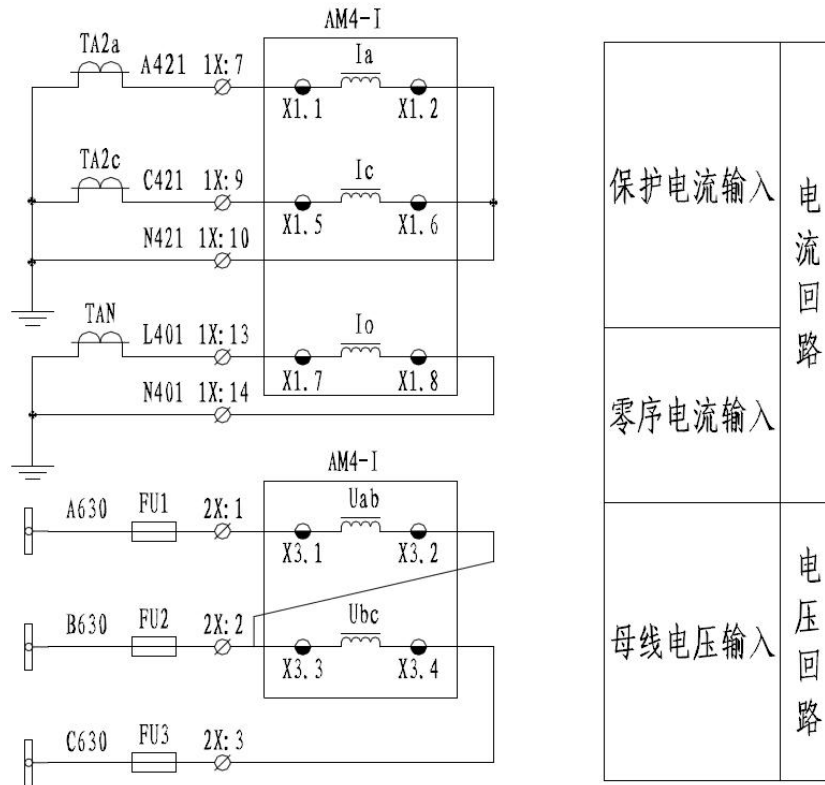 AM4-I
TA2a A421 1X:7 Ia
X1.1 X1.2
TA2c C421 1X:9 Ic
X1.5 X1.6
N421 1X:10
TAN L401 1X:13 Io
X1.7 X1.8
N401 1X:14
AM4-I
A630 FU1 2X:1 Uab
X3.1 X3.2
B630 FU2 2X:2 Ubc
X3.3 X3.4
C630 FU3 2X:3
保护电流输入
零序电流输入
电流回路
母线电压输入
电压回路